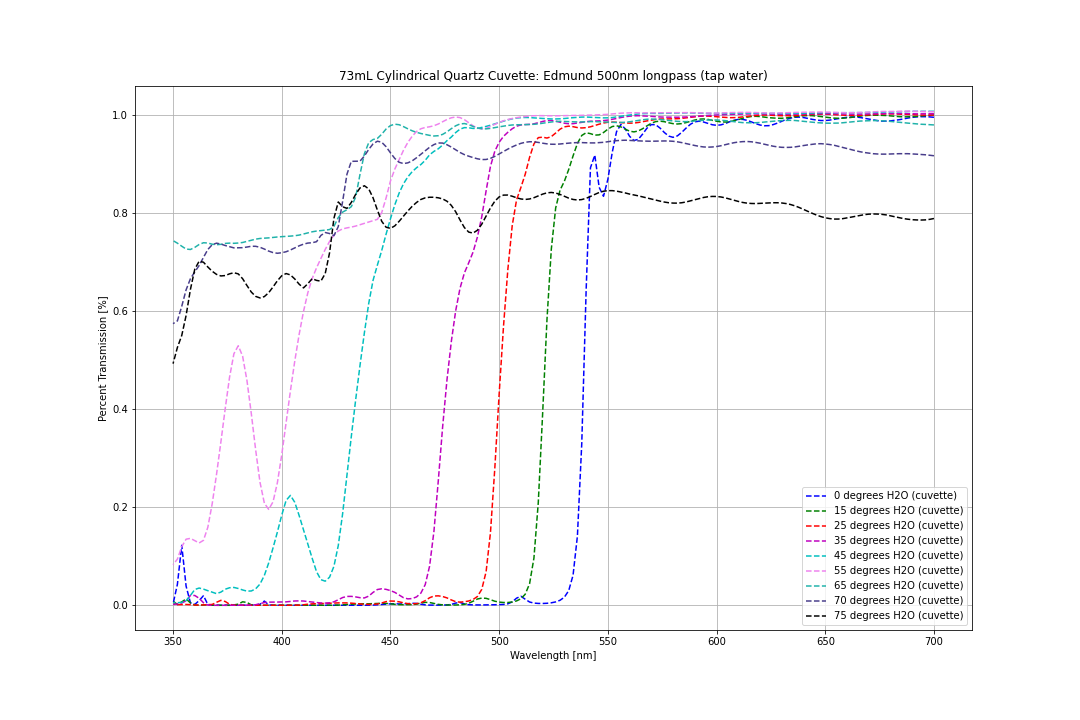 73mL Cylindrical Quartz Cuvette: Edmund 500nm longpass (tap water)
Percent Transmission [%]
1.0
0.8
0.6
0.4
0.2
0.0
0 degrees H2O (cuvette)
15 degrees H2O (cuvette)
25 degrees H2O (cuvette)
35 degrees H2O (cuvette)
45 degrees H2O (cuvette)
55 degrees H2O (cuvette)
65 degrees H2O (cuvette)
70 degrees H2O (cuvette)
75 degrees H2O (cuvette)
350 400 450 500 550 600 650 700
Wavelength [nm]